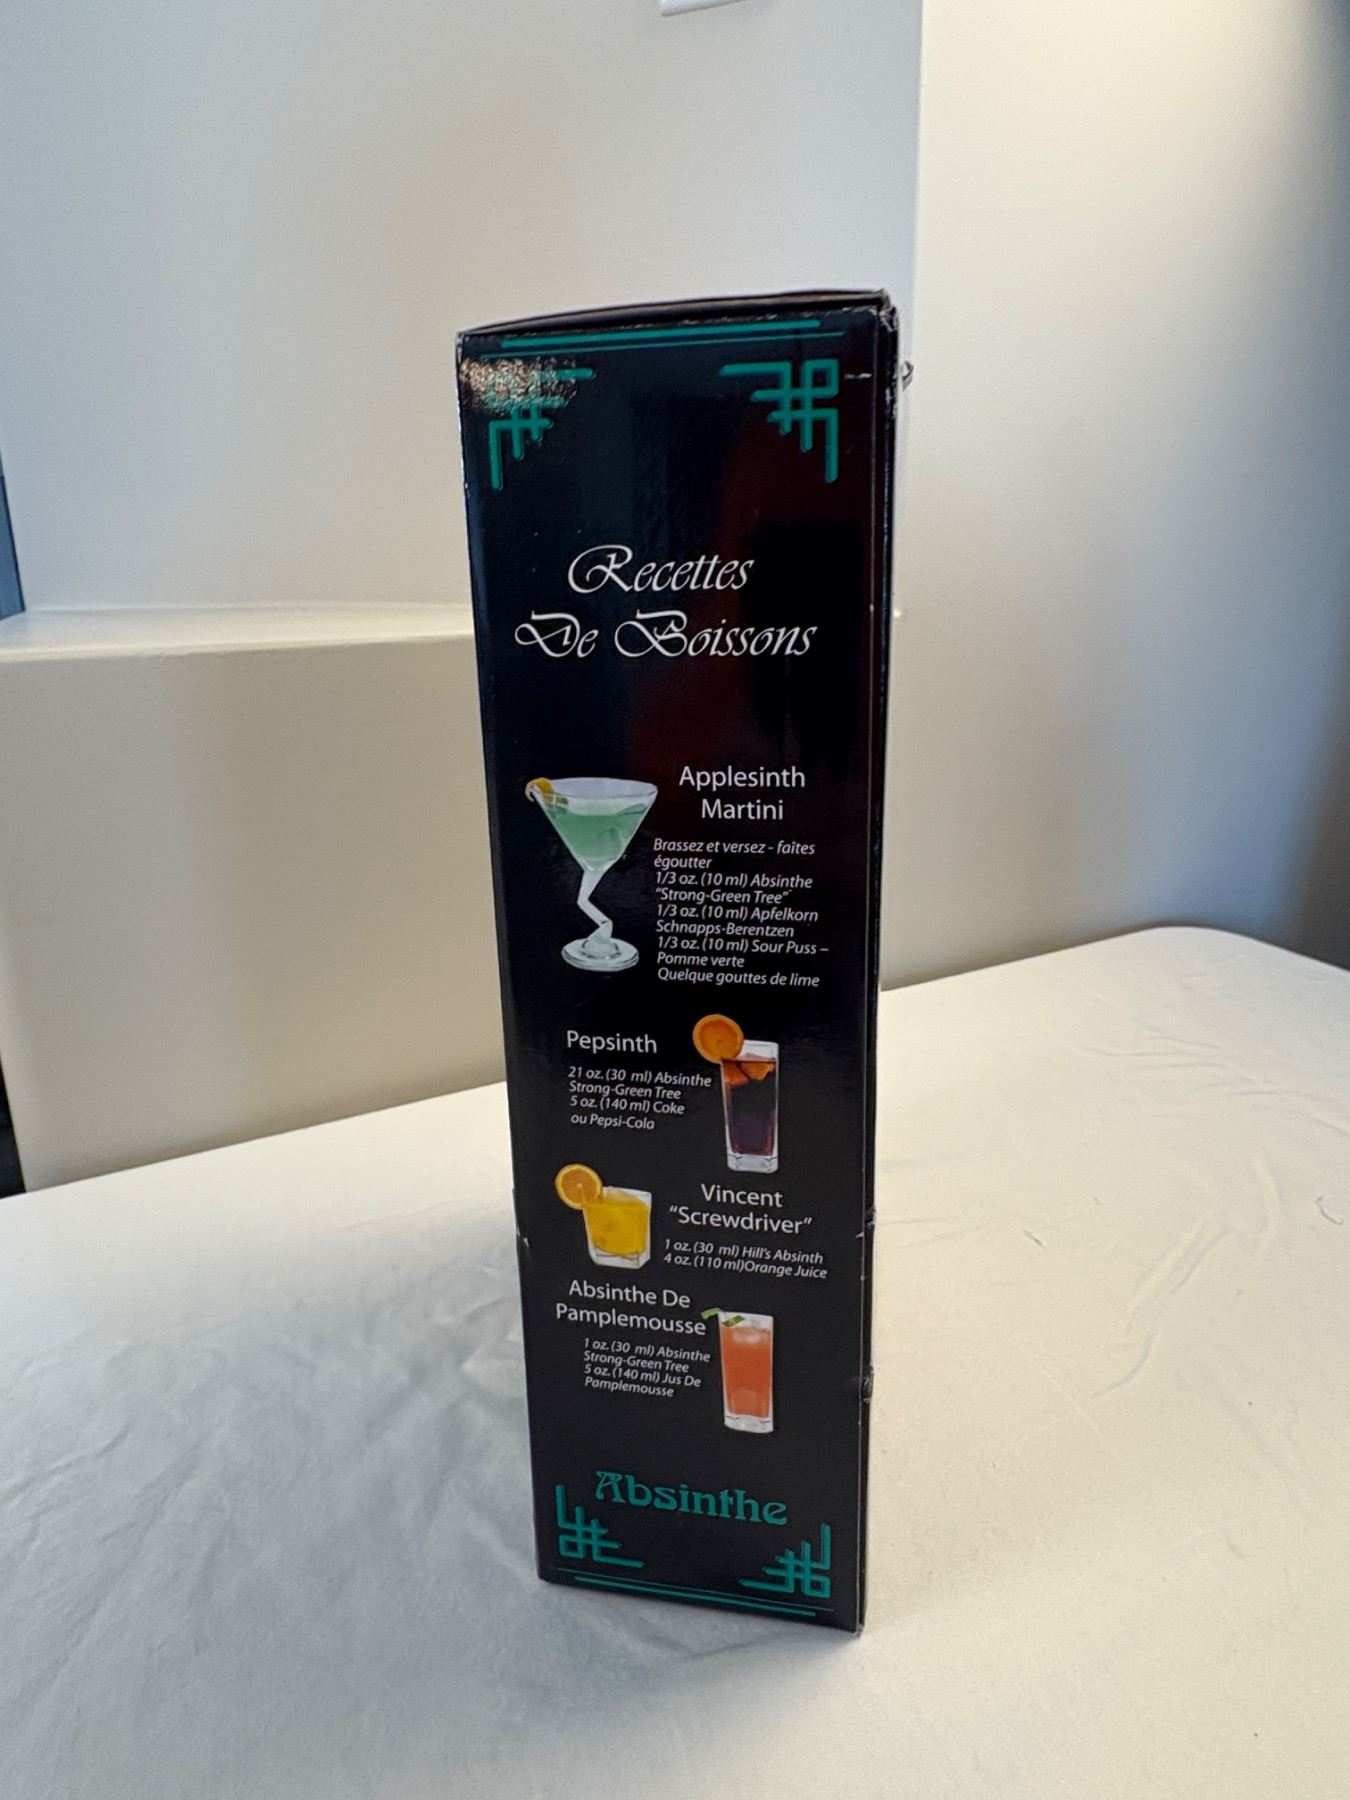 Recettes
De Boissons
Applesinth
Martini
Brassez et versez - faîtes
égoutter
1/3 oz. (10 ml) Absinthe
"Strong-Green Tree"
1/3 oz. (10 ml) Apfelkorn
Schnapps-Berentzen
1/3 oz. (10 ml) Sour Puss –
Pomme verte
Quelque gouttes de lime
Pepsinth
21 oz. (30 ml) Absinthe
Strong-Green Tree
5 oz. (140 ml) Coke
ou Pepsi-Cola
Vincent
"Screwdriver"
1 oz. (30 ml) Hill's Absinth
4 oz. (110 ml)Orange Juice
Absinthe De
Pamplemousse
1 oz. (30 ml) Absinthe
Strong-Green Tree
5 oz. (140 ml) Jus De
Pamplemousse
Absinthe